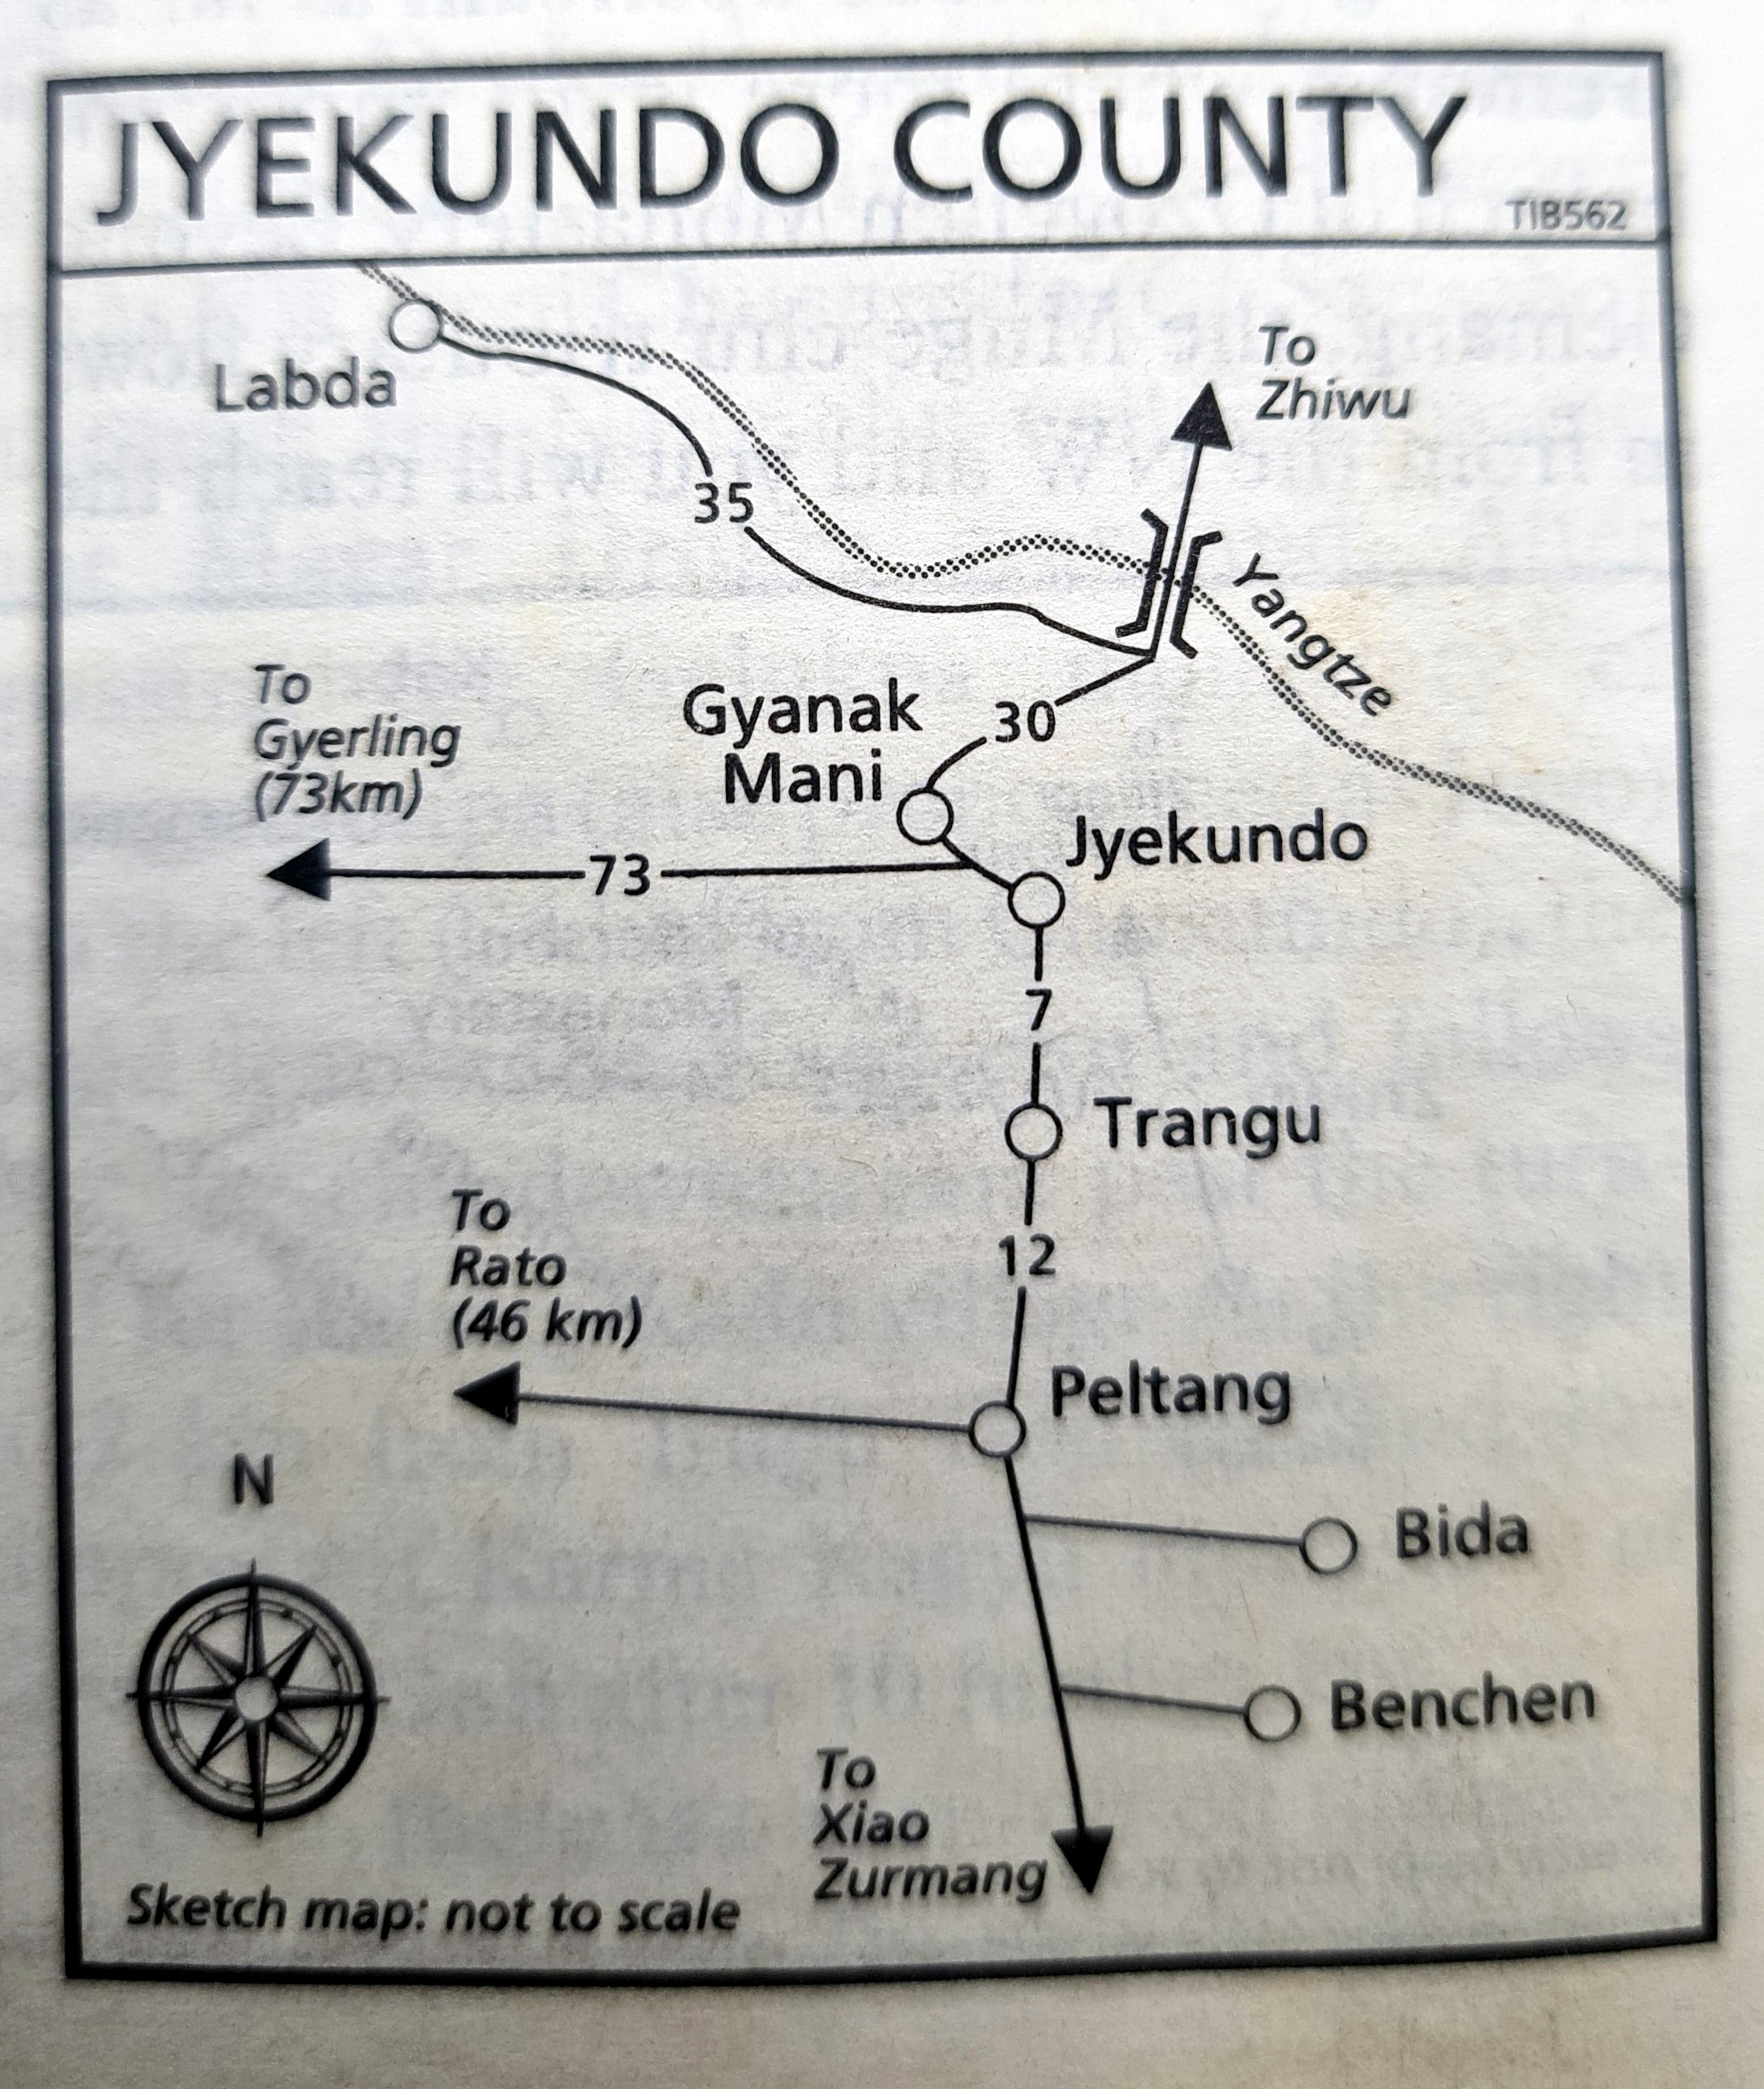 JYEKUNDO COUNTY
TIB562
Labda
To
Zhiwu
35
Yangtze
To
Gyerling
(73km)
Gyanak
Mani
30
Jyekundo
73
7
Trangu
To
Rato
(46 km)
12
Peltang
N
Bida
Benchen
To
Xiao
Zurmang
Sketch map: not to scale